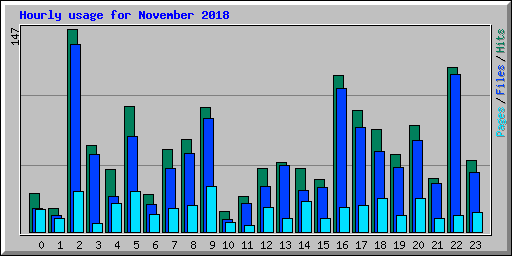 Hourly usage for November 2018
147
Pages/Files/Hits
0 1 2 3 4 5 6 7 8 9 10 11 12 13 14 15 16 17 18 19 20 21 22 23